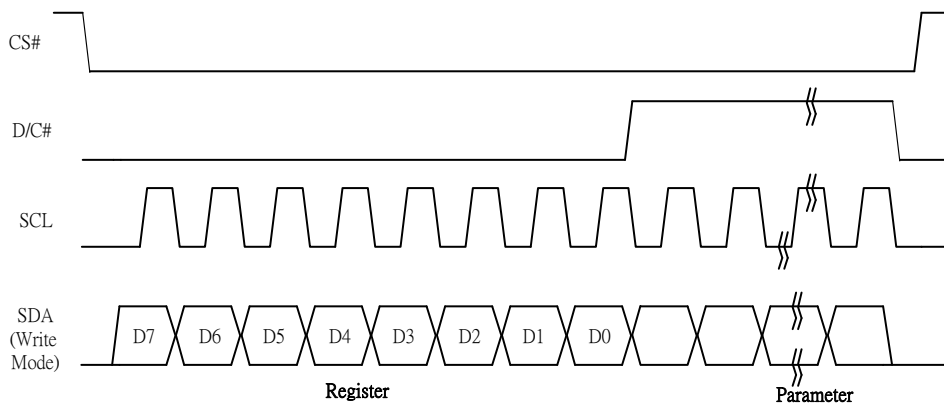 CS#
D/C#
SCL
SDA
(Write
Mode)
D7 D6 D5 D4 D3 D2 D1 D0
Register
Parameter